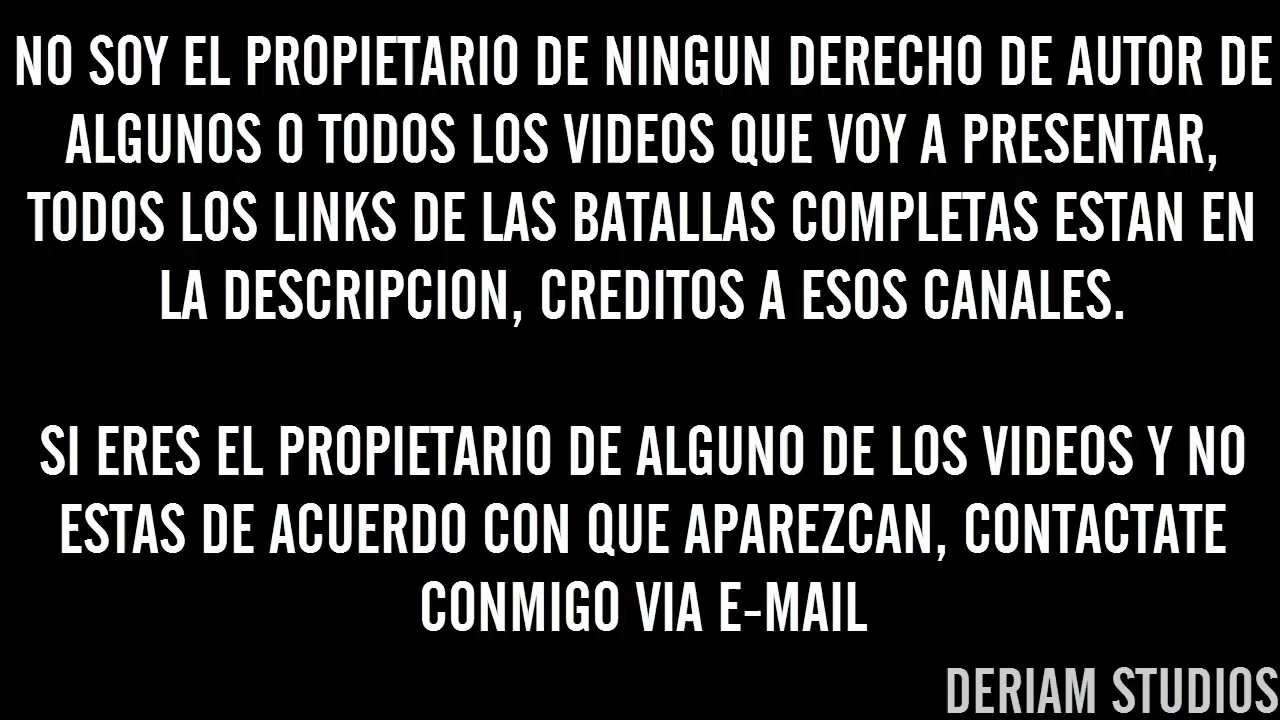 NO SOY EL PROPIETARIO DE NINGUN DERECHO DE AUTOR DE
ALGUNOS O TODOS LOS VIDEOS QUE VOY A PRESENTAR,
TODOS LOS LINKS DE LAS BATALLAS COMPLETAS ESTAN EN
LA DESCRIPCION, CREDITOS A ESOS CANALES.
SI ERES EL PROPIETARIO DE ALGUNO DE LOS VIDEOS Y NO
ESTAS DE ACUERDO CON QUE APAREZCAN, CONTACTATE
CONMIGO VIA E-MAIL
DERIAM STUDIOS